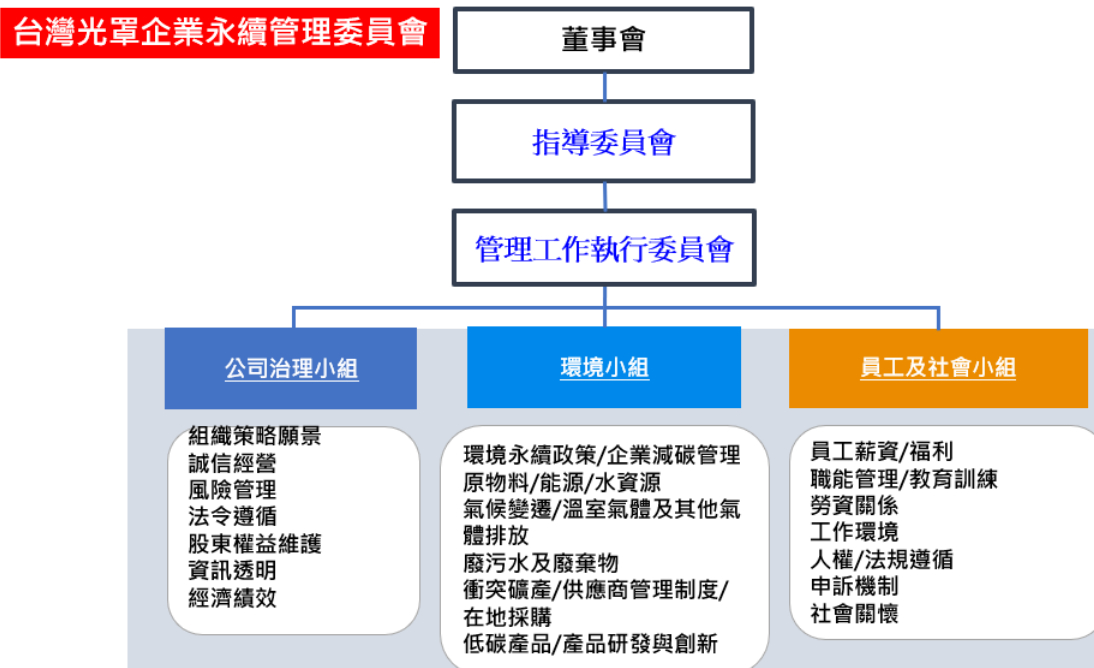 台灣光罩企業永續管理委員會
董事會
指導委員會
管理工作執行委員會
公司治理小組
組織策略願景
誠信經營
風險管理
法令遵循
股東權益維護
資訊透明
經濟績效
環境小組
環境永續政策/企業減碳管理
原物料/能源/水資源
氣候變遷/溫室氣體及其他氣
體排放
廢污水及廢棄物
衝突礦產/供應商管理制度/
在地採購
低碳產品/產品研發與創新
員工及社會小組
員工薪資/福利
職能管理/教育訓練
勞資關係
工作環境
人權/法規遵循
申訴機制
社會關懷